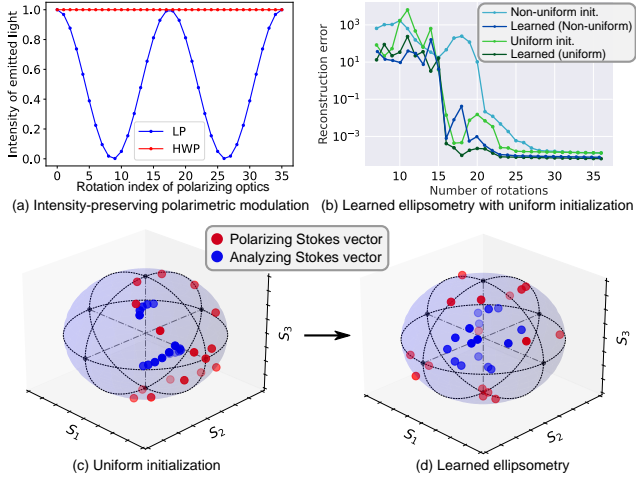 Intensity of emitted light
1.0
0.8
0.6
0.4
0.2
0.0
LP
HWP
0 5 10 15 20 25 30 35
Rotation index of polarizing optics
(a) Intensity-preserving polarimetric modulation
Reconstruction error
10³
10¹
10⁻¹
10⁻³
Non-uniform init.
Learned (Non-uniform)
Uniform init.
Learned (uniform)
10 15 20 25 30 35
Number of rotations
(b) Learned ellipsometry with uniform initialization
Polarizing Stokes vector
Analyzing Stokes vector
S₁
S₂
S₃
(c) Uniform initialization
S₁
S₂
S₃
(d) Learned ellipsometry